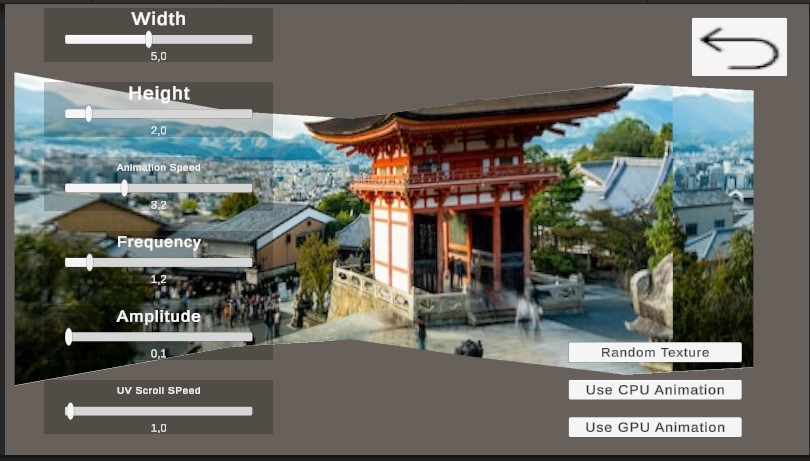 Width
5,0
Height
2,0
Animation Speed
3,2
Frequency
1,2
Amplitude
0,1
UV Scroll SPeed
1,0
Random Texture
Use CPU Animation
Use GPU Animation